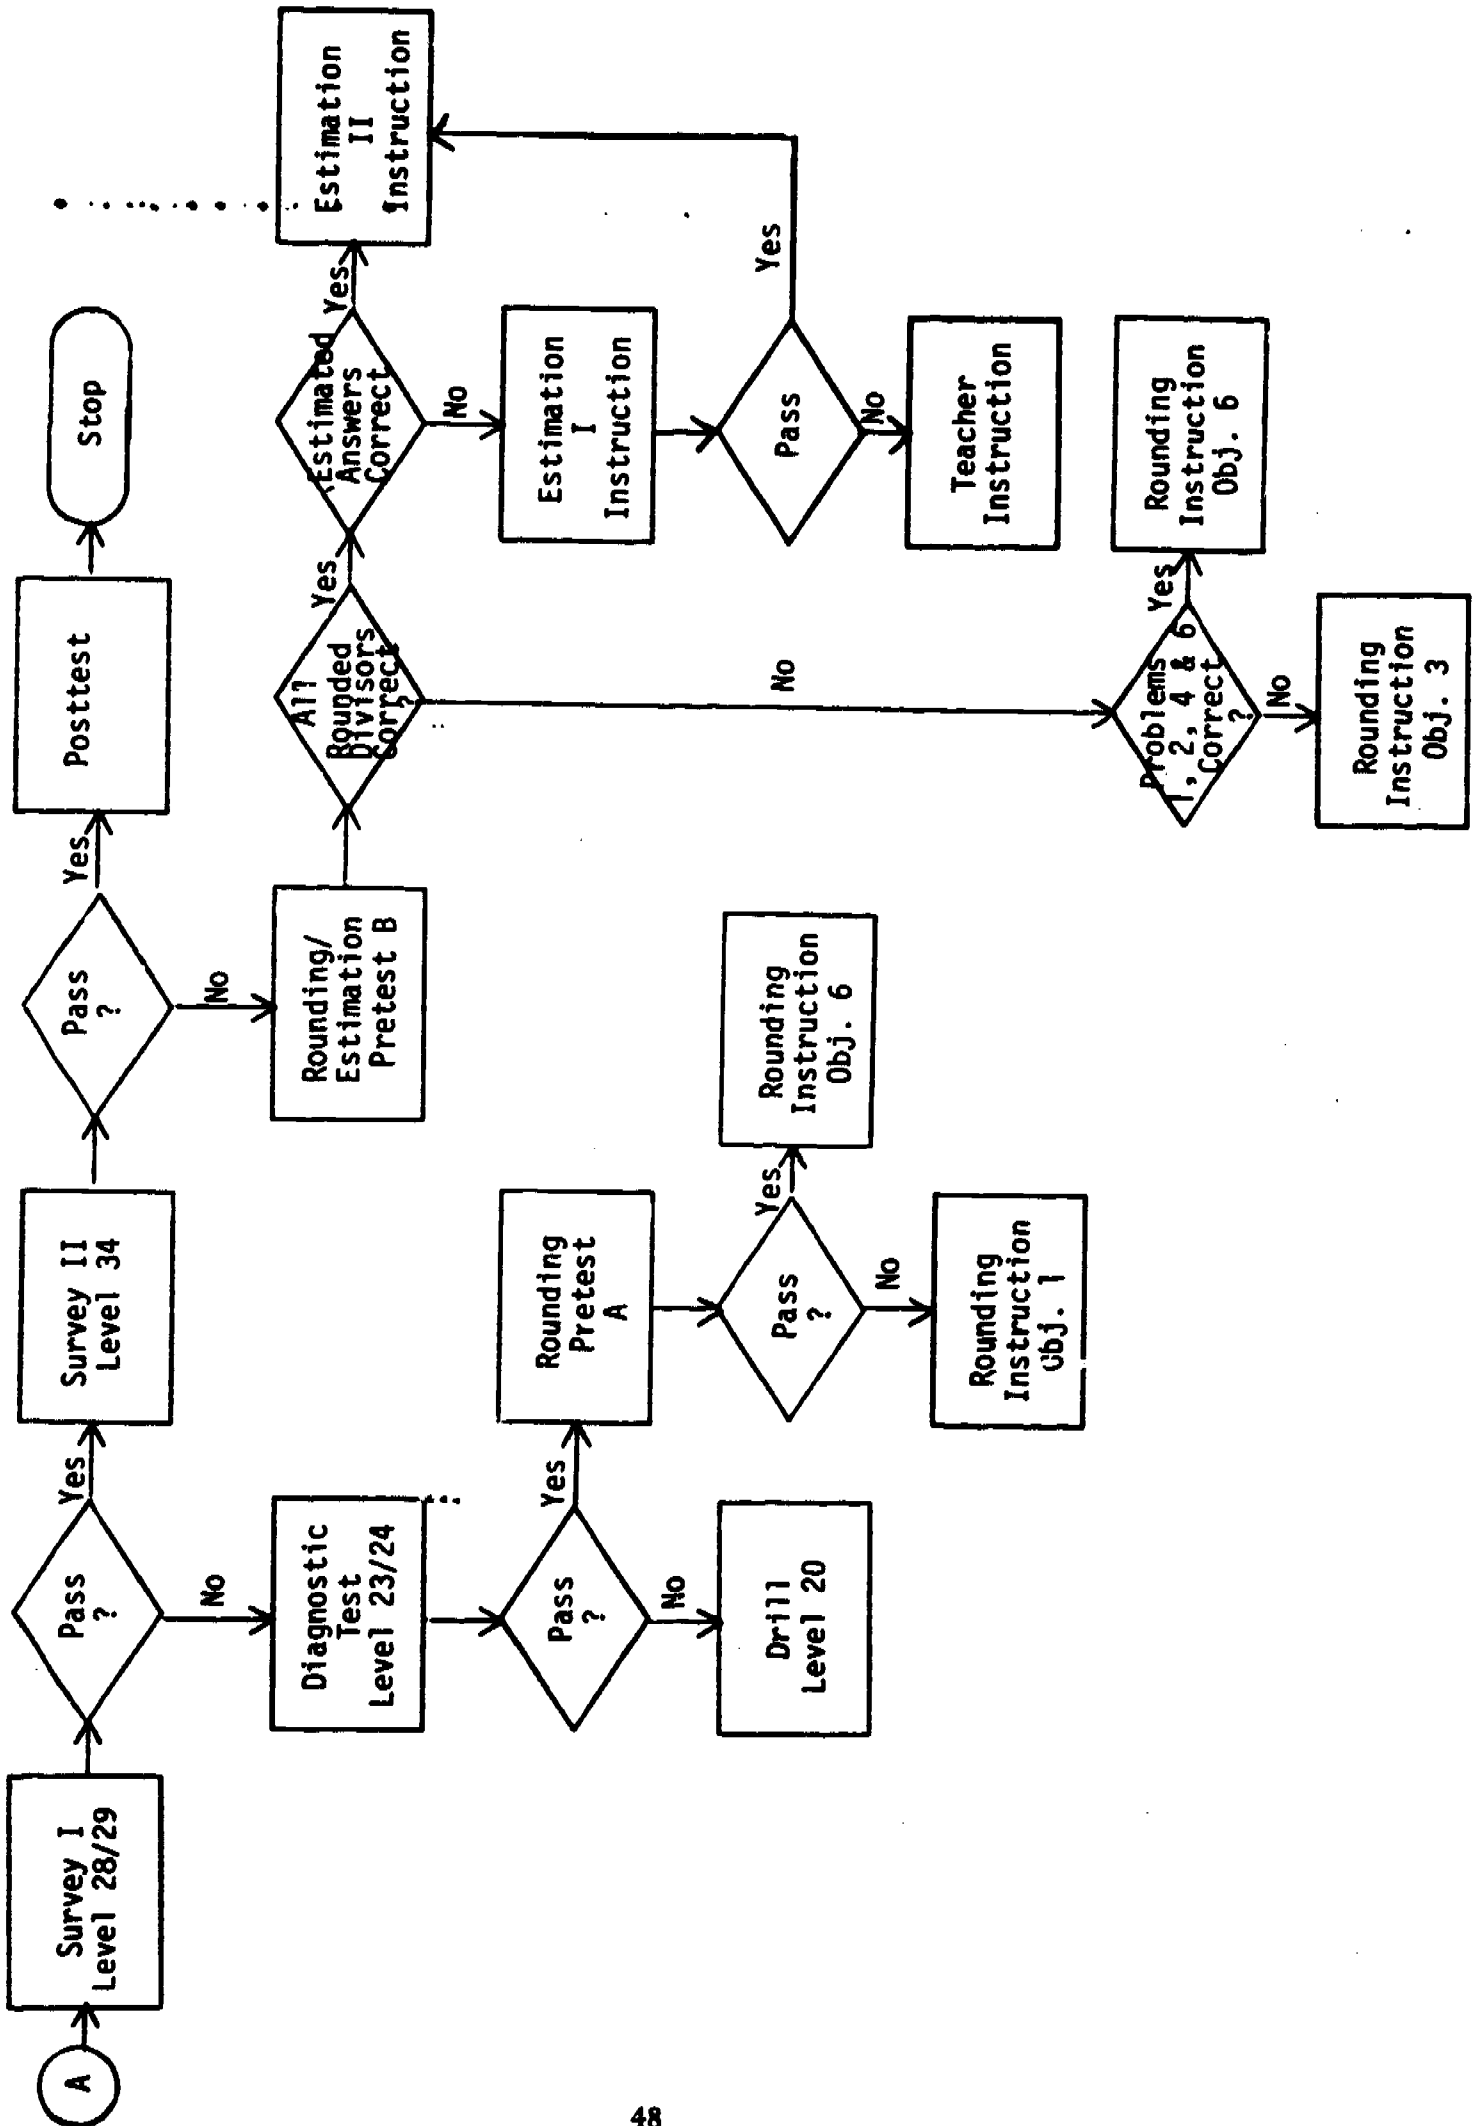 A
Survey I
Level 28/29
Pass
?
Yes
No
Survey II
Level 34
Pass
?
Yes
No
Posttest
Stop
Diagnostic
Test
Level 23/24
Pass
?
Yes
No
Drill
Level 20
Rounding
Pretest
A
Pass
?
Yes
No
Rounding
Instruction
Obj. 6
Rounding
Instruction
Obj. 1
Rounding/
Estimation
Pretest B
All
Rounded
Divisors
Correct
?
Yes
No
Estimated
Answers
Correct
Yes
No
Estimation
II
Instruction
Estimation
I
Instruction
Pass
Yes
No
Teacher
Instruction
Problems
1, 2, 4 & 6
Correct
?
Yes
No
Rounding
Instruction
Obj. 6
Rounding
Instruction
Obj. 3
48